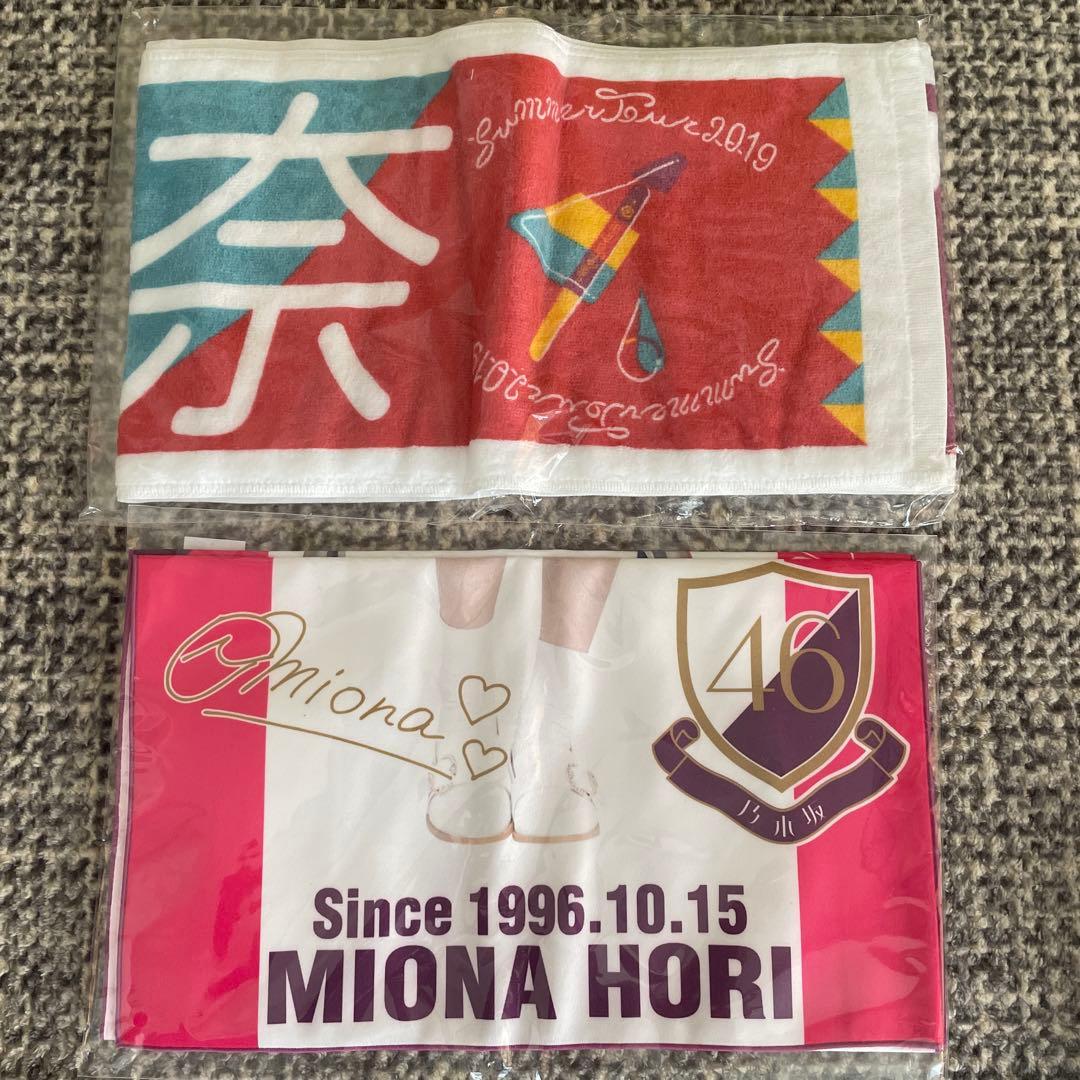 奈
Summer Tour 2019
Summer Tour 2019
miona
46
乃木坂
Since 1996.10.15
MIONA HORI